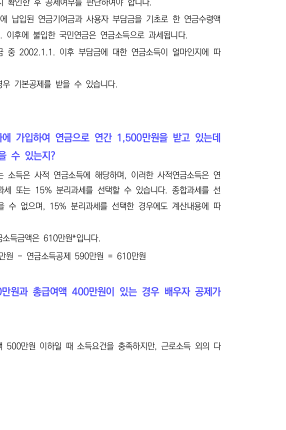 확인한 후 공제여부를 판단하여야 합니다.
에 납입된 연금기여금과 사용자 부담금을 기초로 한 연금수령액
. 이후에 불입한 국민연금은 연금소득으로 과세됩니다.
금 중 2002.1.1. 이후 부담금에 대한 연금소득이 얼마인지에 따
경우 기본공제를 받을 수 있습니다.
에 가입하여 연금으로 연간 1,500만원을 받고 있는데
을 수 있는지?
는 소득은 사적 연금소득에 해당하며, 이러한 사적연금소득은 연
과세 또는 15% 분리과세를 선택할 수 있습니다. 종합과세를 선
을 수 없으며, 15% 분리과세를 선택한 경우에도 계산내용에 따
금소득금액은 610만원*입니다.
만원 - 연금소득공제 590만원 = 610만원
만원과 총급여액 400만원이 있는 경우 배우자 공제가
액 500만원 이하일 때 소득요건을 충족하지만, 근로소득 외의 다